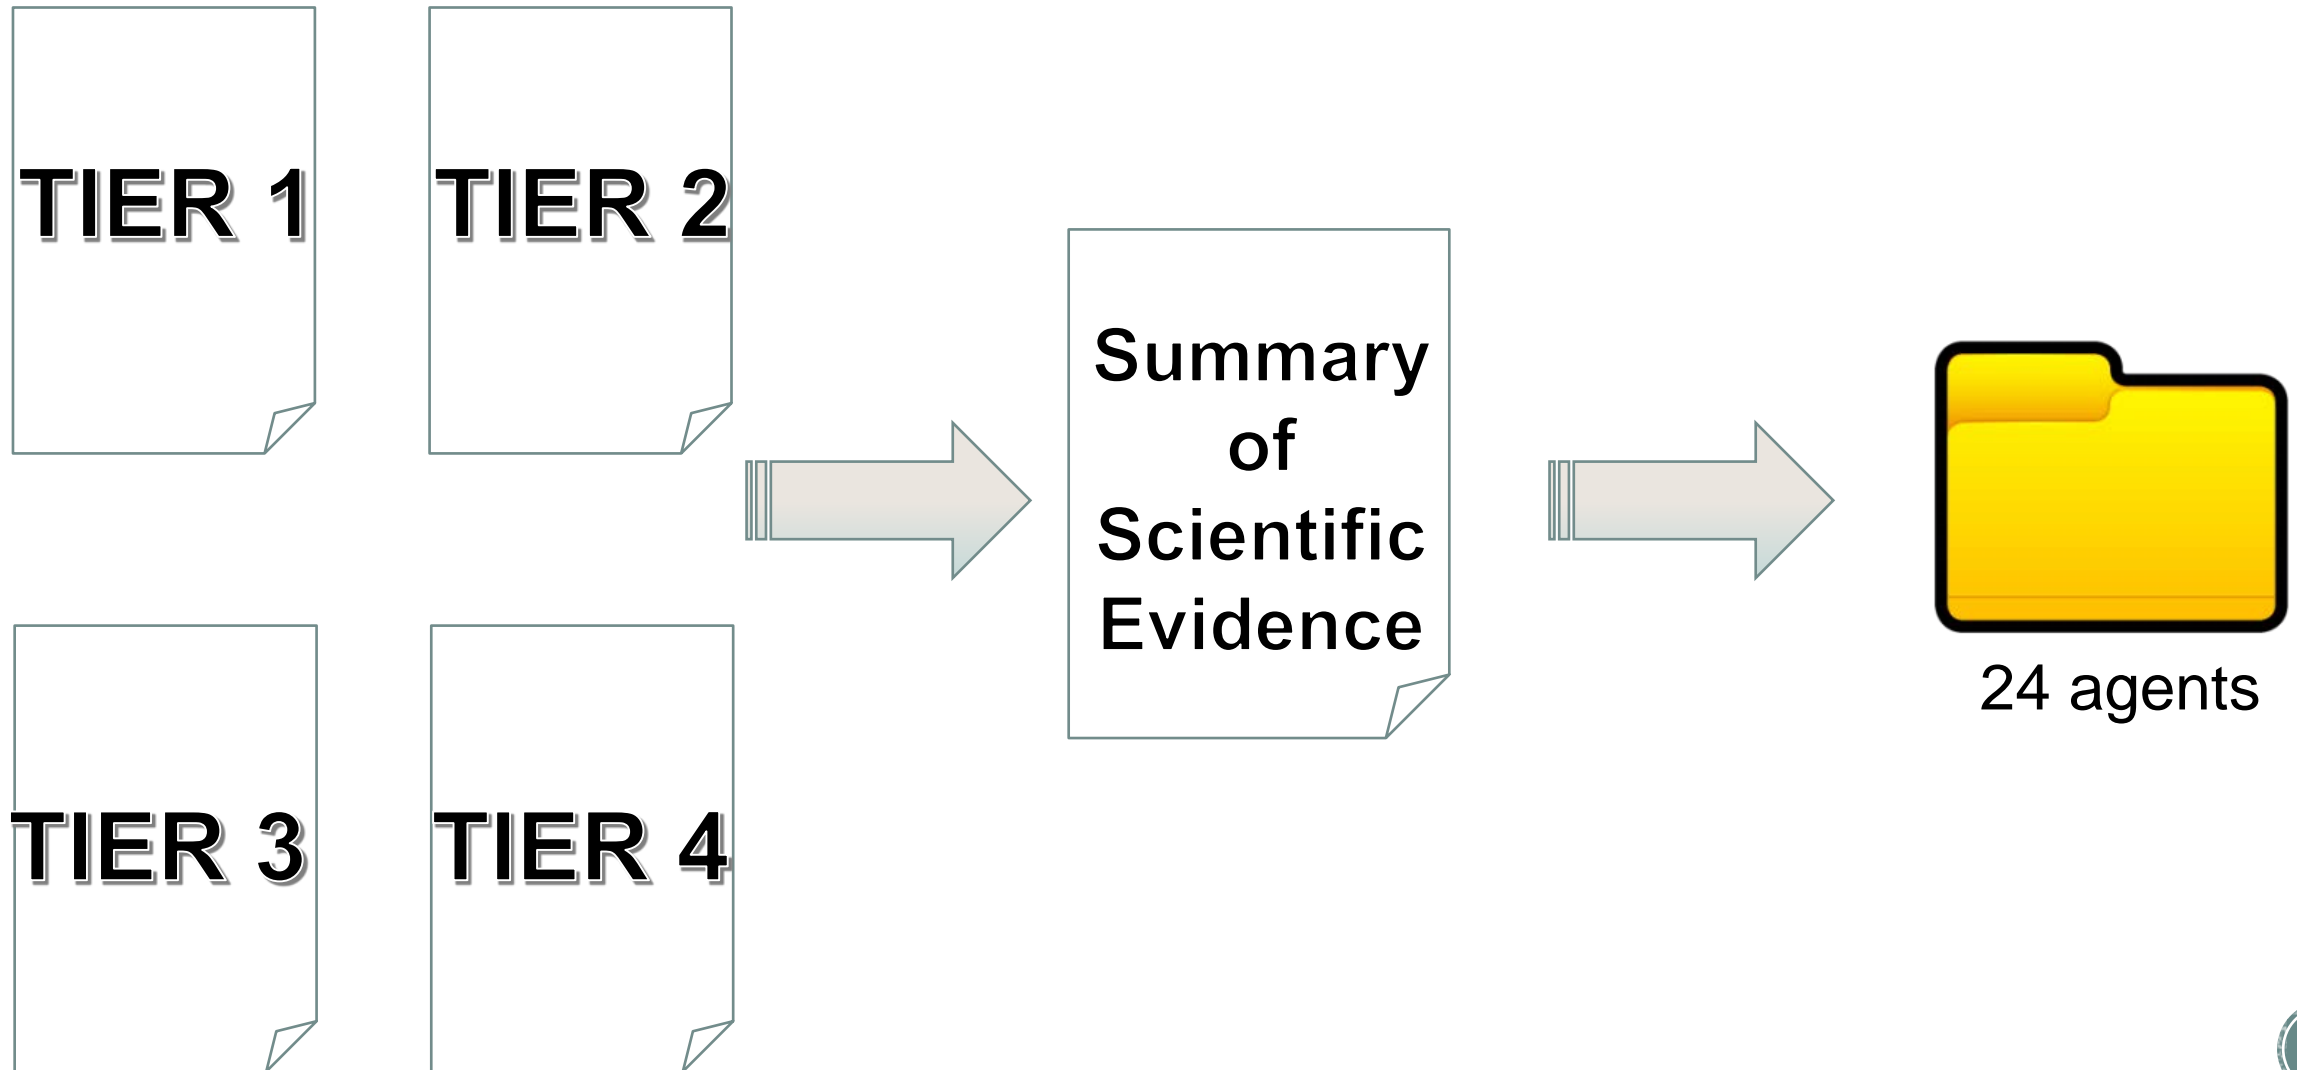 TIER 1
TIER 2
Summary
of
Scientific
Evidence
24 agents
TIER 3
TIER 4